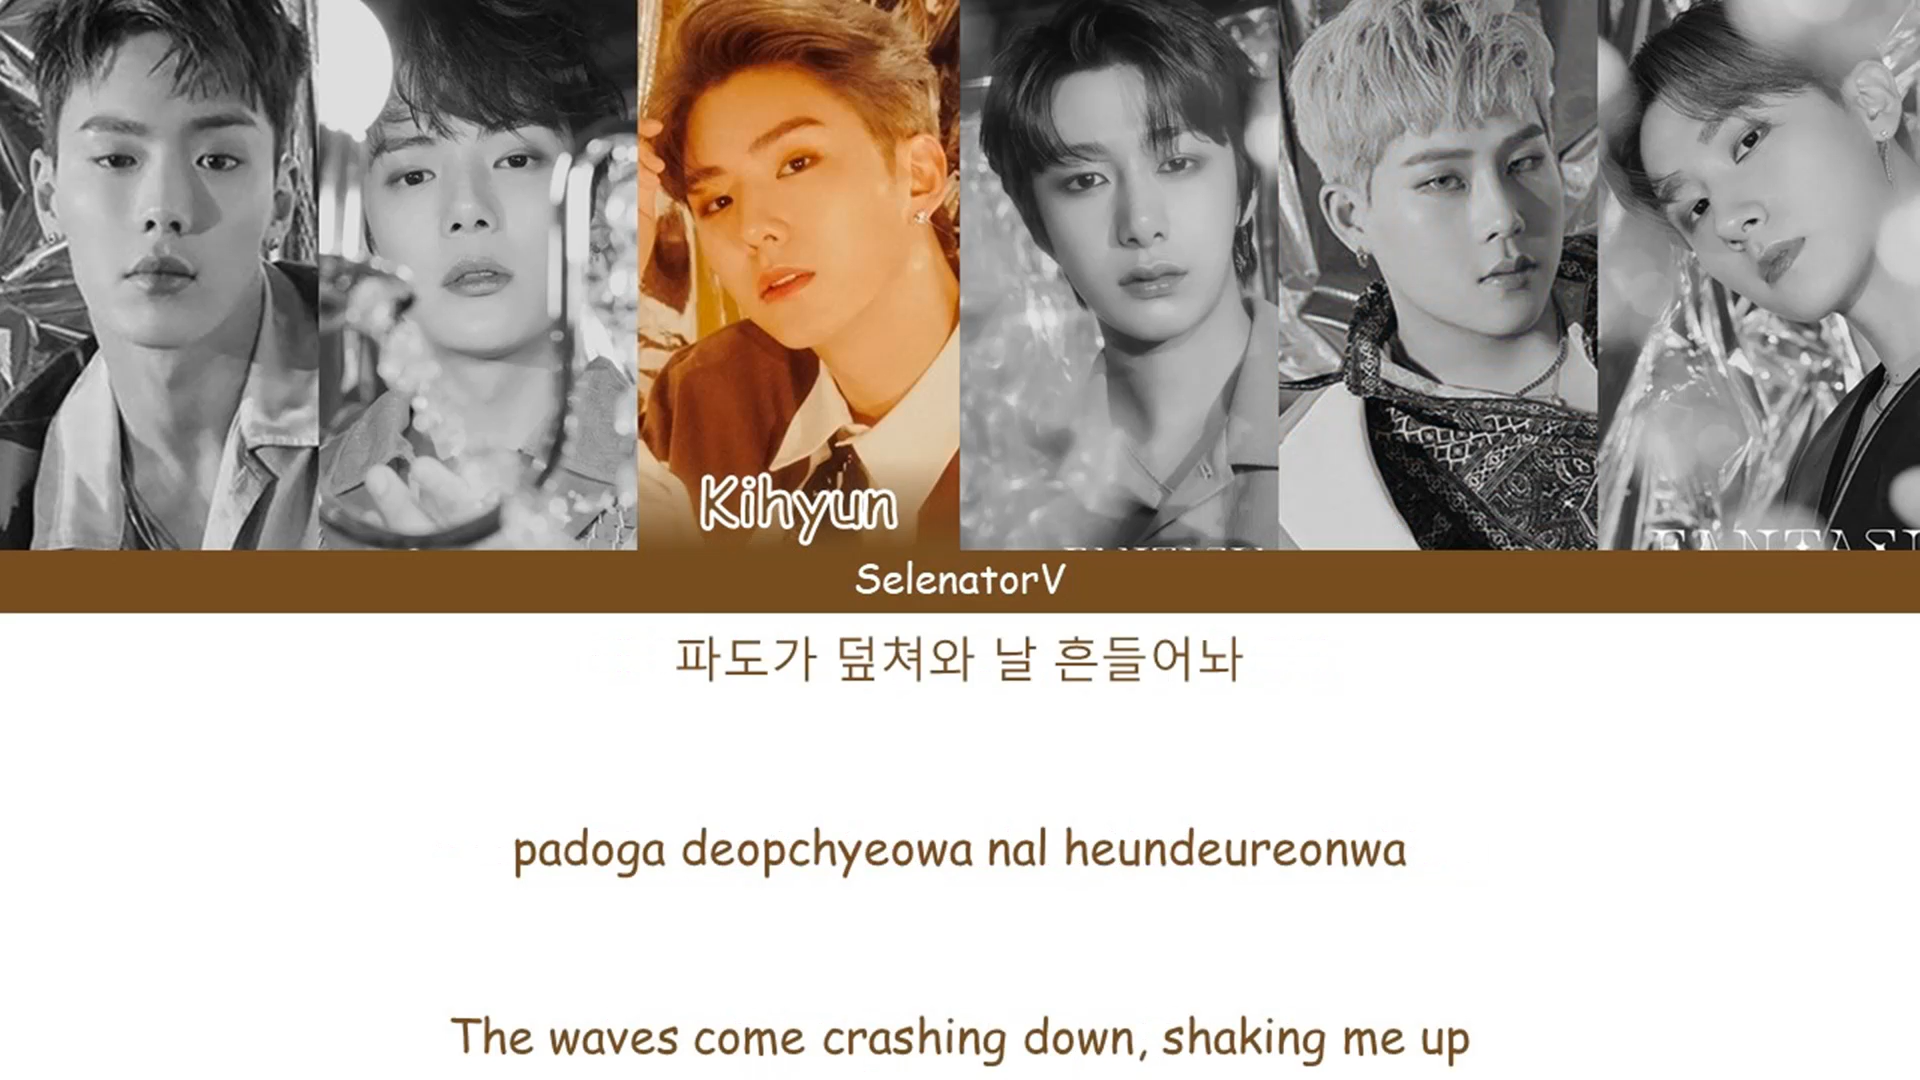 Kihyun
SelenatorV
파도가 덮쳐와 날 흔들어놔
padoga deopchyeowa nal heundeureonwa
The waves come crashing down, shaking me up